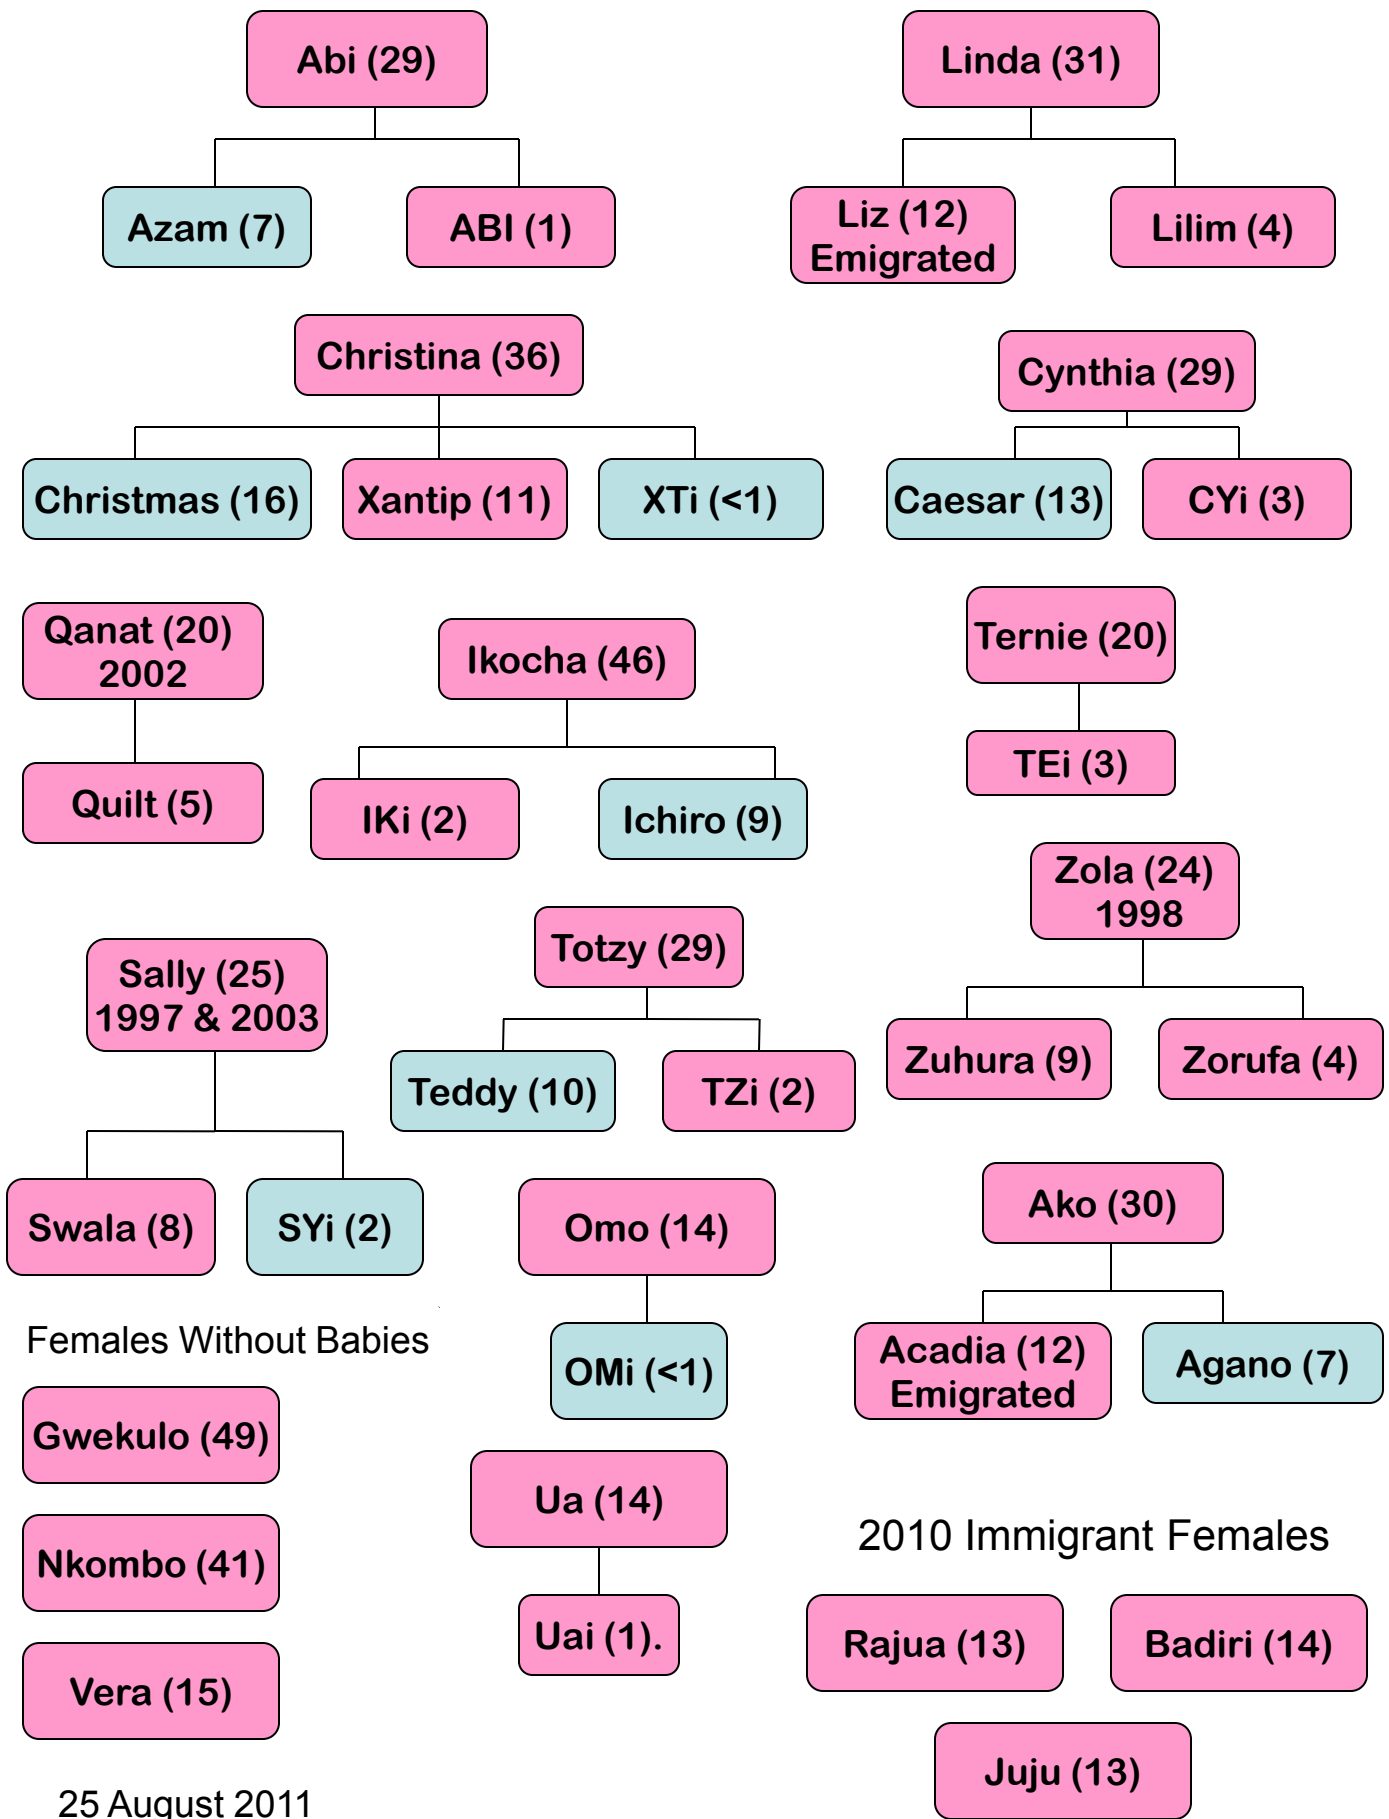 Abi (29)
Linda (31)
Azam (7)
ABI (1)
Liz (12)
Emigrated
Lilim (4)
Christina (36)
Cynthia (29)
Christmas (16)
Xantip (11)
XTi (<1)
Caesar (13)
CYi (3)
Qanat (20)
2002
Ikocha (46)
Ternie (20)
Quilt (5)
IKi (2)
Ichiro (9)
TEi (3)
Zola (24)
1998
Sally (25)
1997 & 2003
Totzy (29)
Teddy (10)
TZi (2)
Zuhura (9)
Zorufa (4)
Swala (8)
SYi (2)
Omo (14)
Ako (30)
Females Without Babies
OMi (<1)
Acadia (12)
Emigrated
Agano (7)
Gwekulo (49)
Ua (14)
Nkombo (41)
2010 Immigrant Females
Uai (1).
Rajua (13)
Badiri (14)
Vera (15)
Juju (13)
25 August 2011